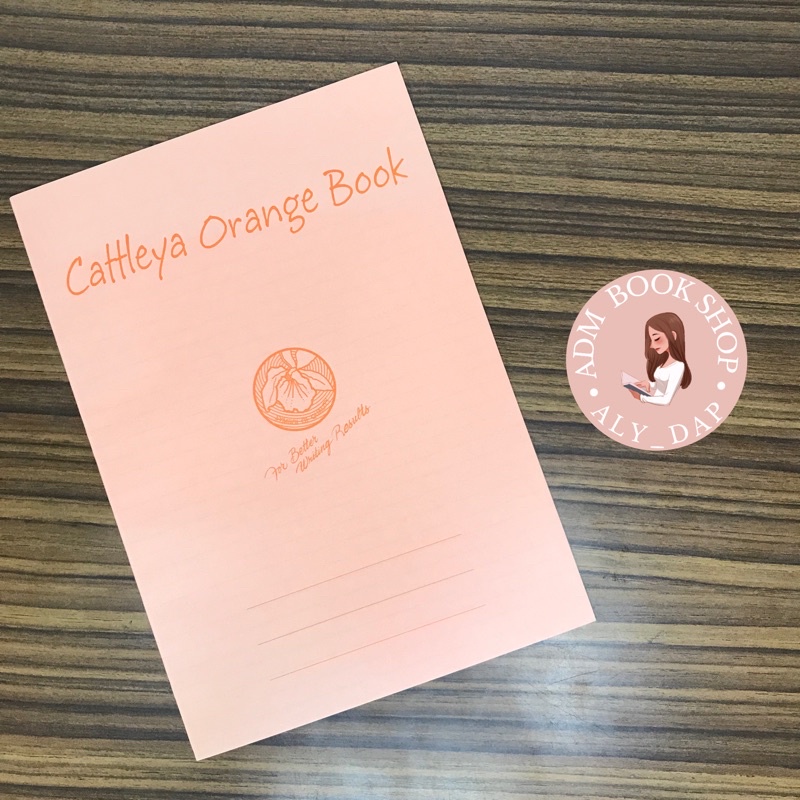 Cattleya Orange Book
For Better
Writing Results
ADM BOOK SHOP
ALY_DAP